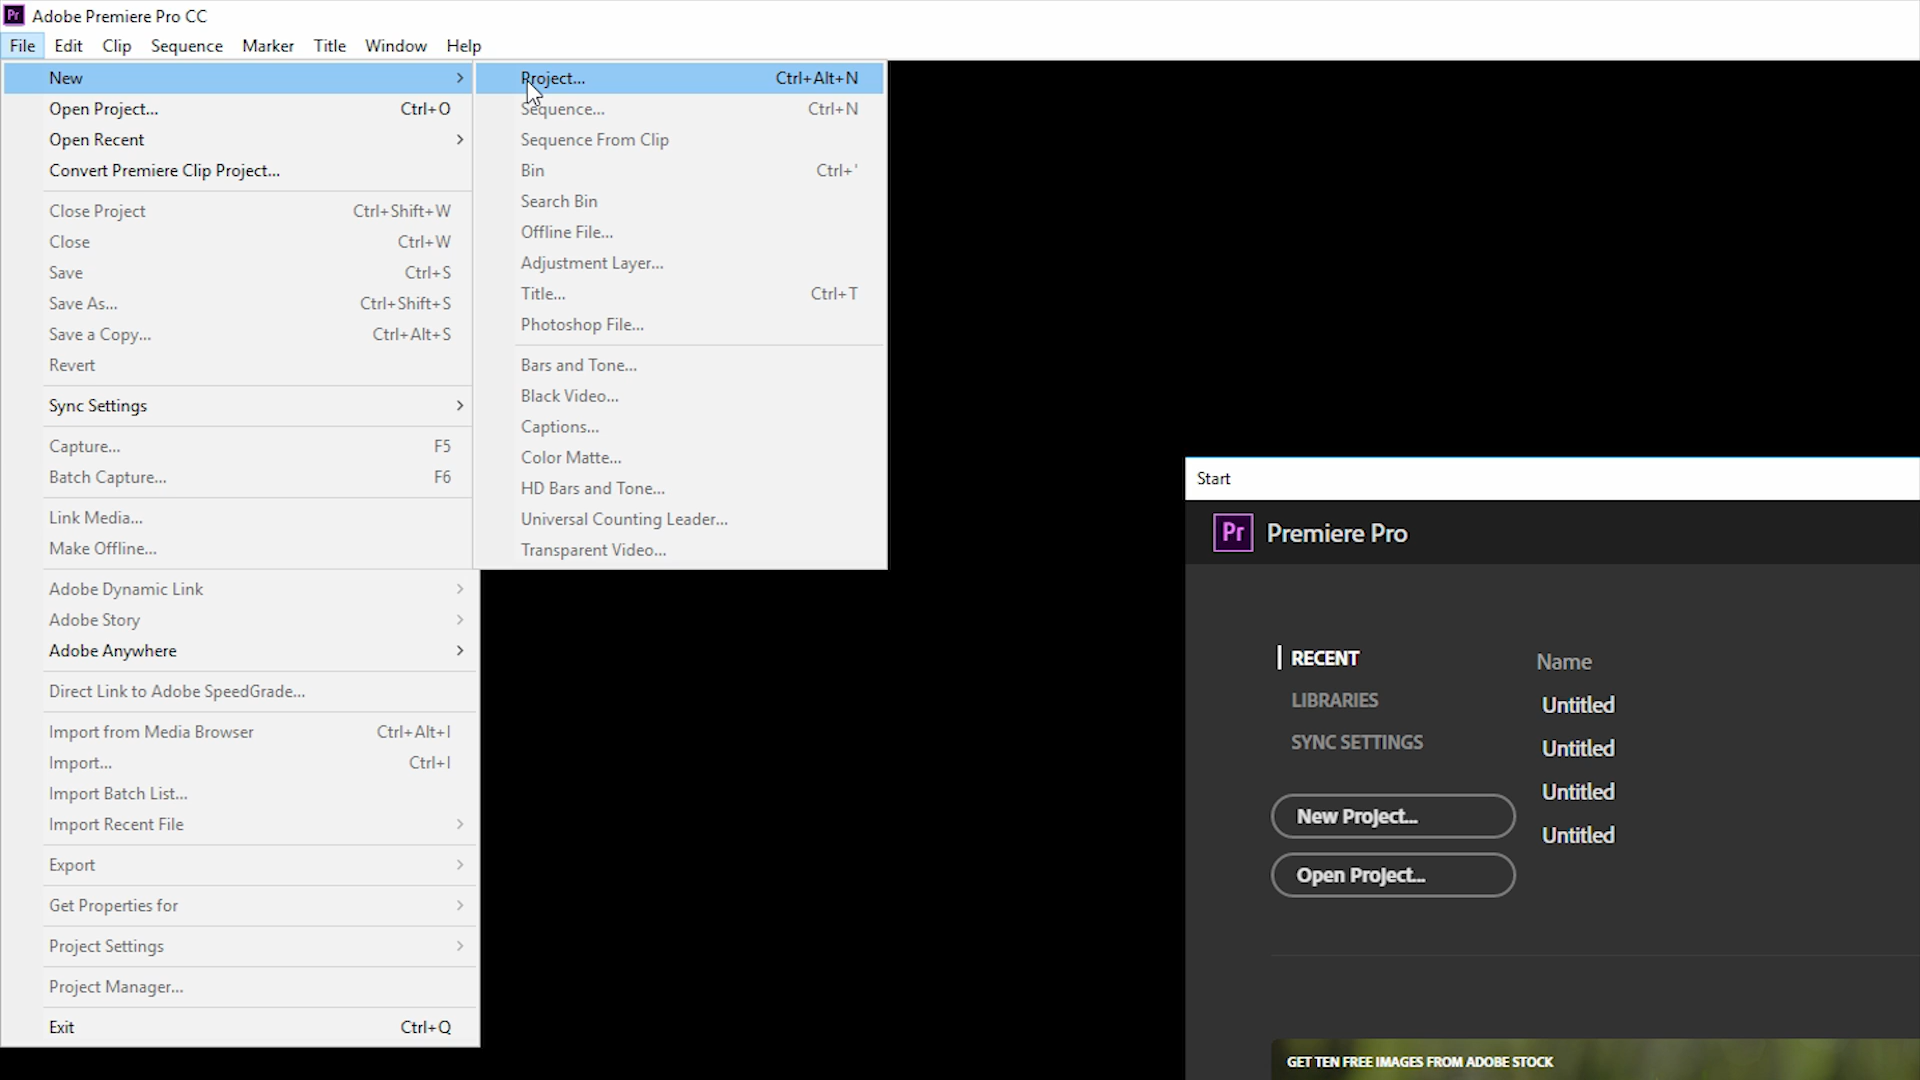 Pr Adobe Premiere Pro CC
File Edit Clip Sequence Marker Title Window Help
New >
Open Project... Ctrl+O
Open Recent >
Convert Premiere Clip Project...
Close Project Ctrl+Shift+W
Close Ctrl+W
Save Ctrl+S
Save As... Ctrl+Shift+S
Save a Copy... Ctrl+Alt+S
Revert
Sync Settings >
Capture... F5
Batch Capture... F6
Link Media...
Make Offline...
Adobe Dynamic Link >
Adobe Story >
Adobe Anywhere >
Direct Link to Adobe SpeedGrade...
Import from Media Browser Ctrl+Alt+I
Import... Ctrl+I
Import Batch List...
Import Recent File >
Export >
Get Properties for >
Project Settings >
Project Manager...
Exit Ctrl+Q
Project... Ctrl+Alt+N
Sequence... Ctrl+N
Sequence From Clip
Bin Ctrl+'
Search Bin
Offline File...
Adjustment Layer...
Title... Ctrl+T
Photoshop File...
Bars and Tone...
Black Video...
Captions...
Color Matte...
HD Bars and Tone...
Universal Counting Leader...
Transparent Video...
Start
Pr Premiere Pro
RECENT
LIBRARIES
SYNC SETTINGS
New Project...
Open Project...
Name
Untitled
Untitled
Untitled
Untitled
GET TEN FREE IMAGES FROM ADOBE STOCK